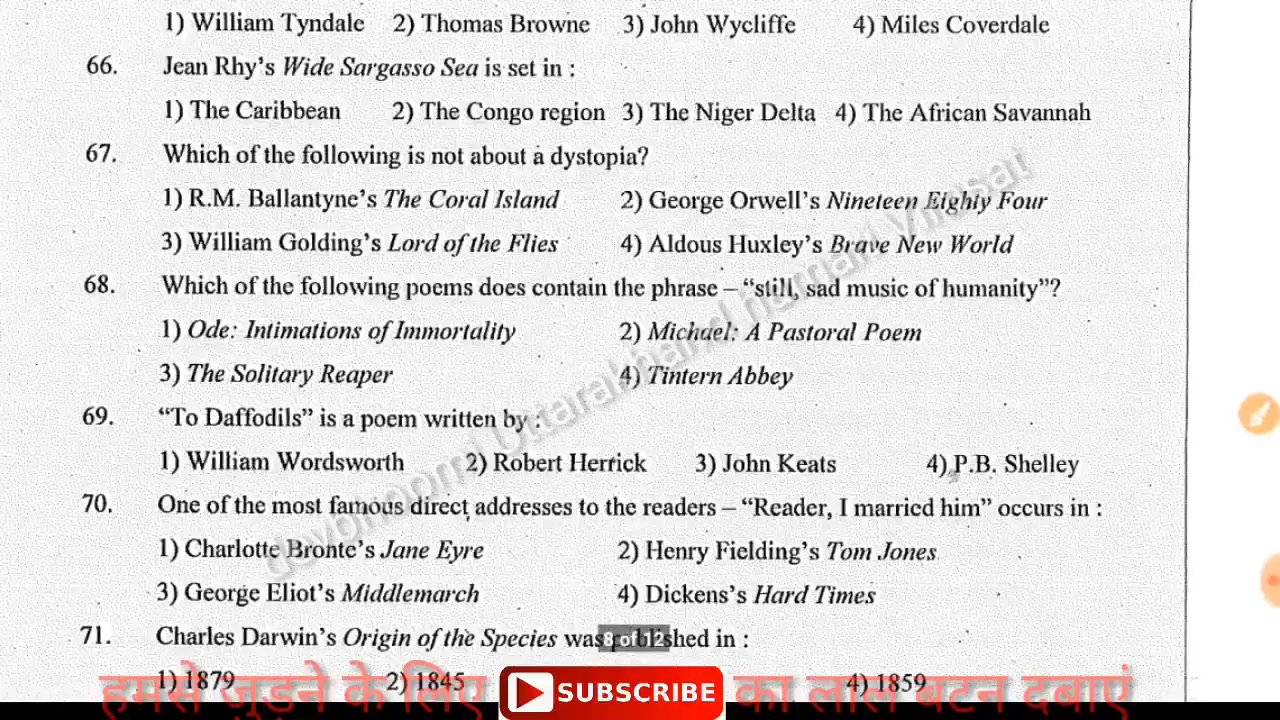 1) William Tyndale 2) Thomas Browne 3) John Wycliffe 4) Miles Coverdale
66. Jean Rhy's Wide Sargasso Sea is set in :
1) The Caribbean 2) The Congo region 3) The Niger Delta 4) The African Savannah
67. Which of the following is not about a dystopia?
1) R.M. Ballantyne's The Coral Island 2) George Orwell's Nineteen Eighty Four
3) William Golding's Lord of the Flies 4) Aldous Huxley's Brave New World
68. Which of the following poems does contain the phrase – "still, sad music of humanity"?
1) Ode: Intimations of Immortality 2) Michael: A Pastoral Poem
3) The Solitary Reaper 4) Tintern Abbey
69. "To Daffodils" is a poem written by :
1) William Wordsworth 2) Robert Herrick 3) John Keats 4) P.B. Shelley
70. One of the most famous direct addresses to the readers – "Reader, I married him" occurs in :
1) Charlotte Bronte's Jane Eyre 2) Henry Fielding's Tom Jones
3) George Eliot's Middlemarch 4) Dickens's Hard Times
71. Charles Darwin's Origin of the Species was published in :
8 of 12
1) 1879 2) 1845 4) 1859
हमसे जुड़ने के लिए SUBSCRIBE का लाल बटन दबाएं
devbhoomi Uttarakhand hamari Virasat